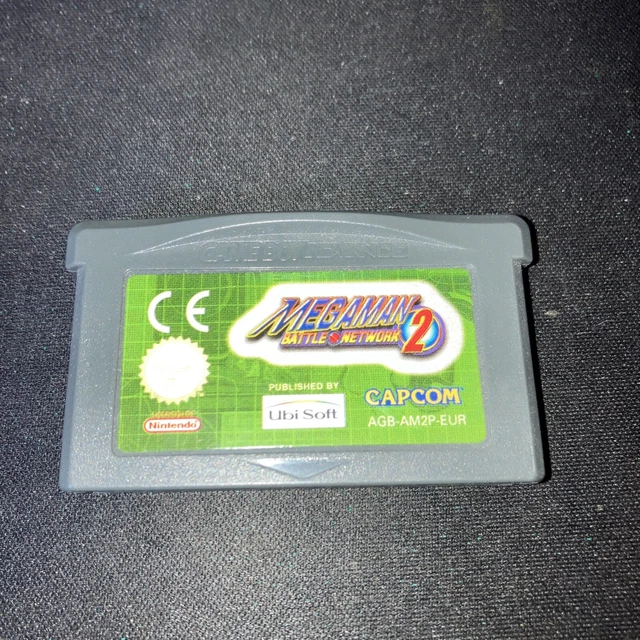 GAME BOY ADVANCE
CE
MEGAMAN
BATTLE NETWORK 2
PUBLISHED BY
Ubi Soft
CAPCOM
AGB-AM2P-EUR
Nintendo